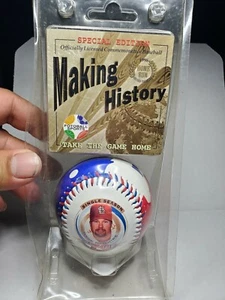 SPECIAL EDITION
Officially Licensed Commemorative Baseball
Making
History
TAKE THE GAME HOME
SINGLE SEASON